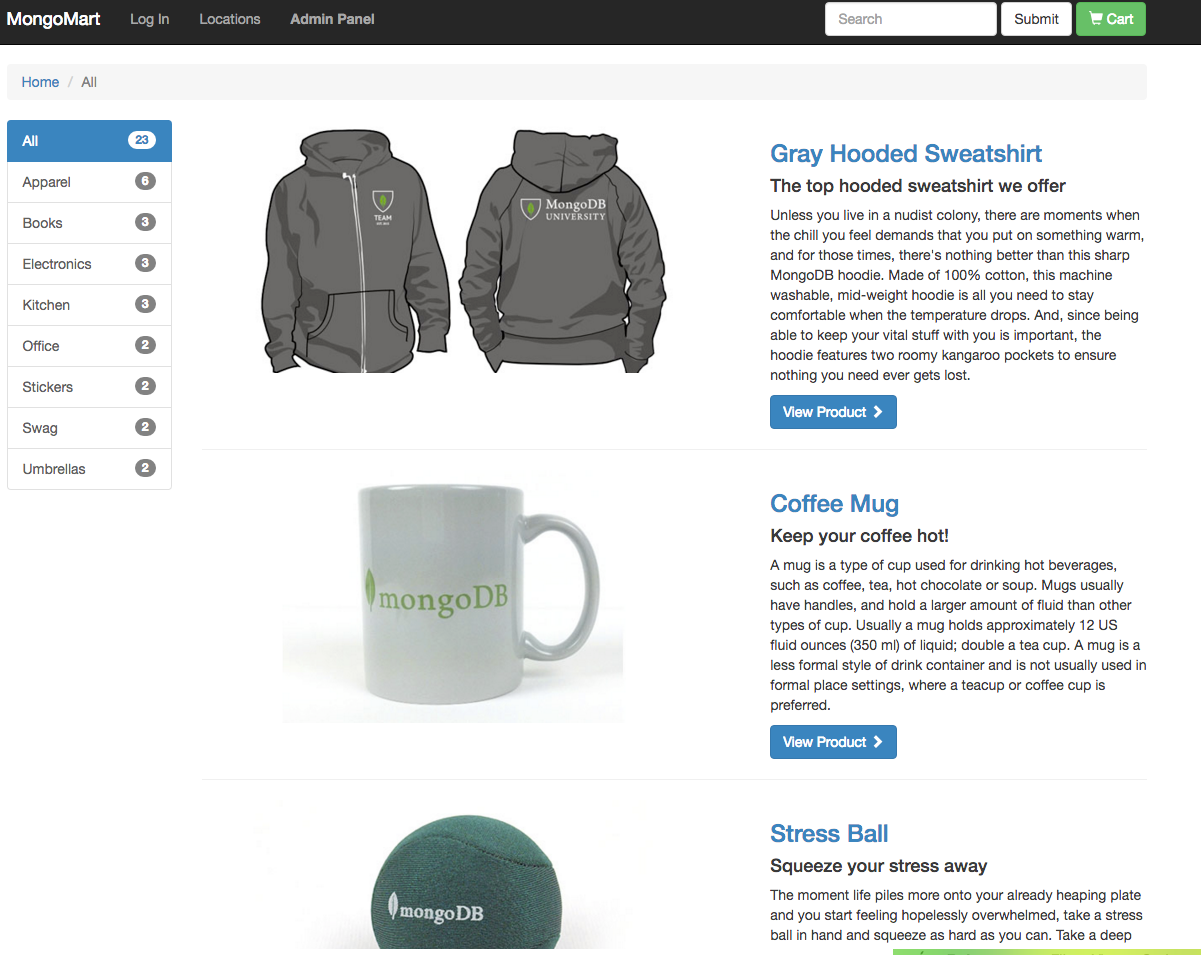 MongoMart Log In Locations Admin Panel Search Submit Cart
Home / All
All 23
Apparel 6
Books 3
Electronics 3
Kitchen 3
Office 2
Stickers 2
Swag 2
Umbrellas 2
TEAM
MongoDB
UNIVERSITY
Gray Hooded Sweatshirt
The top hooded sweatshirt we offer
Unless you live in a nudist colony, there are moments when
the chill you feel demands that you put on something warm,
and for those times, there's nothing better than this sharp
MongoDB hoodie. Made of 100% cotton, this machine
washable, mid-weight hoodie is all you need to stay
comfortable when the temperature drops. And, since being
able to keep your vital stuff with you is important, the
hoodie features two roomy kangaroo pockets to ensure
nothing you need ever gets lost.
View Product
mongoDB
Coffee Mug
Keep your coffee hot!
A mug is a type of cup used for drinking hot beverages,
such as coffee, tea, hot chocolate or soup. Mugs usually
have handles, and hold a larger amount of fluid than other
types of cup. Usually a mug holds approximately 12 US
fluid ounces (350 ml) of liquid; double a tea cup. A mug is a
less formal style of drink container and is not usually used in
formal place settings, where a teacup or coffee cup is
preferred.
View Product
mongoDB
Stress Ball
Squeeze your stress away
The moment life piles more onto your already heaping plate
and you start feeling hopelessly overwhelmed, take a stress
ball in hand and squeeze as hard as you can. Take a deep